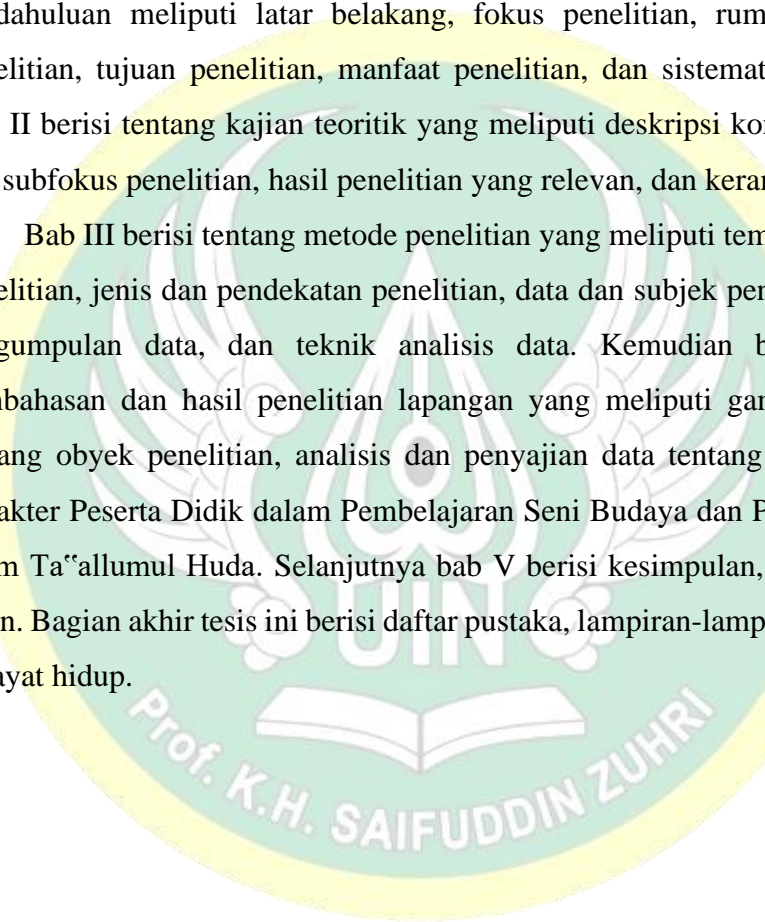 dahuluan meliputi latar belakang, fokus penelitian, rum
elitian, tujuan penelitian, manfaat penelitian, dan sistemat
II berisi tentang kajian teoritik yang meliputi deskripsi kon
subfokus penelitian, hasil penelitian yang relevan, dan keran
Bab III berisi tentang metode penelitian yang meliputi tem
elitian, jenis dan pendekatan penelitian, data dan subjek pen
gumpulan data, dan teknik analisis data. Kemudian b
bahasan dan hasil penelitian lapangan yang meliputi gam
ang obyek penelitian, analisis dan penyajian data tentang
akter Peserta Didik dalam Pembelajaran Seni Budaya dan P
m Ta‟allumul Huda. Selanjutnya bab V berisi kesimpulan,
n. Bagian akhir tesis ini berisi daftar pustaka, lampiran-lamp
ayat hidup.
UIN
Prof. K.H. SAIFUDDIN ZUHRI